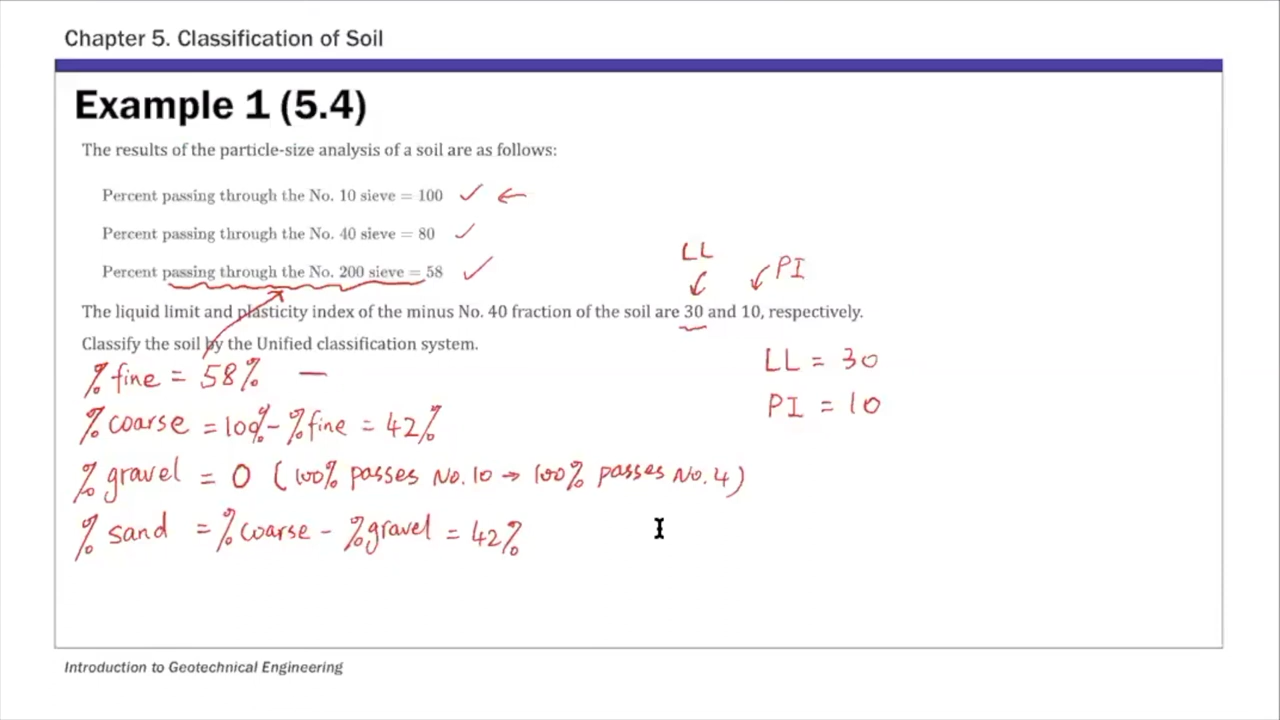 Chapter 5. Classification of Soil
Example 1 (5.4)
The results of the particle-size analysis of a soil are as follows:
Percent passing through the No. 10 sieve = 100
Percent passing through the No. 40 sieve = 80
Percent passing through the No. 200 sieve = 58
LL
PI
The liquid limit and plasticity index of the minus No. 40 fraction of the soil are 30 and 10, respectively.
Classify the soil by the Unified classification system.
% fine = 58% —
LL = 30
PI = 10
% coarse = 100% - % fine = 42%
% gravel = 0 (100% passes No. 10 → 100% passes No. 4)
% sand = % coarse - % gravel = 42%
Introduction to Geotechnical Engineering